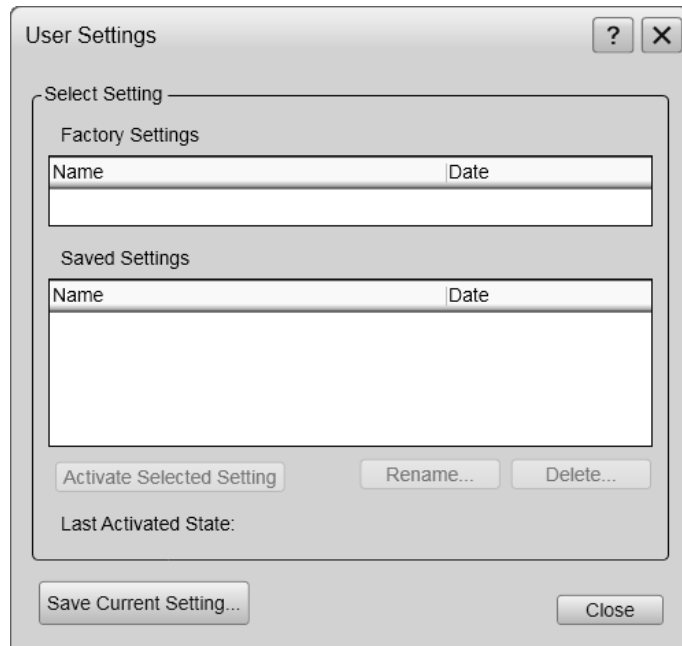 User Settings ? X
Select Setting
Factory Settings
Name Date
Saved Settings
Name Date
Activate Selected Setting Rename... Delete...
Last Activated State:
Save Current Setting... Close